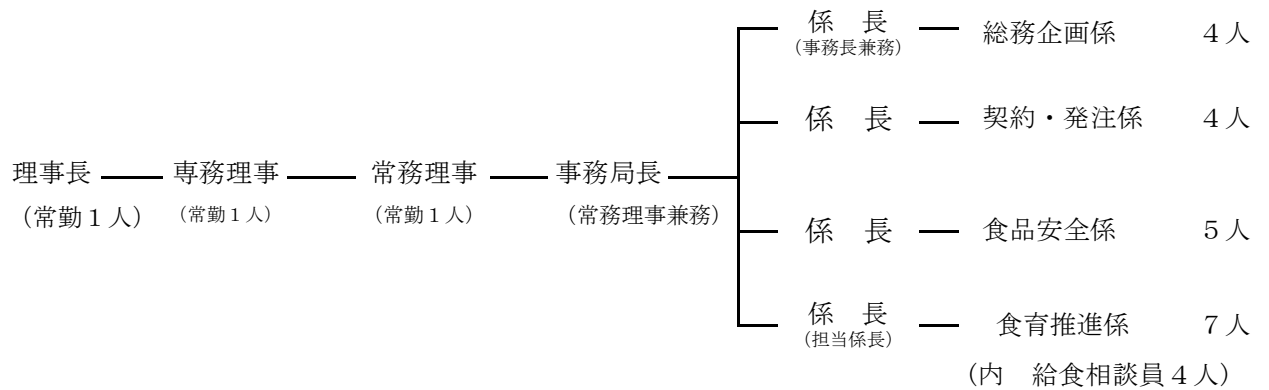 係 長 総務企画係 ４人
（事務長兼務）
係 長 契約・発注係 ４人
理事長 専務理事 常務理事 事務局長
（常勤１人） （常勤１人） （常勤１人） （常務理事兼務）
係 長 食品安全係 ５人
係 長 食育推進係 ７人
（担当係長）
（内 給食相談員４人）